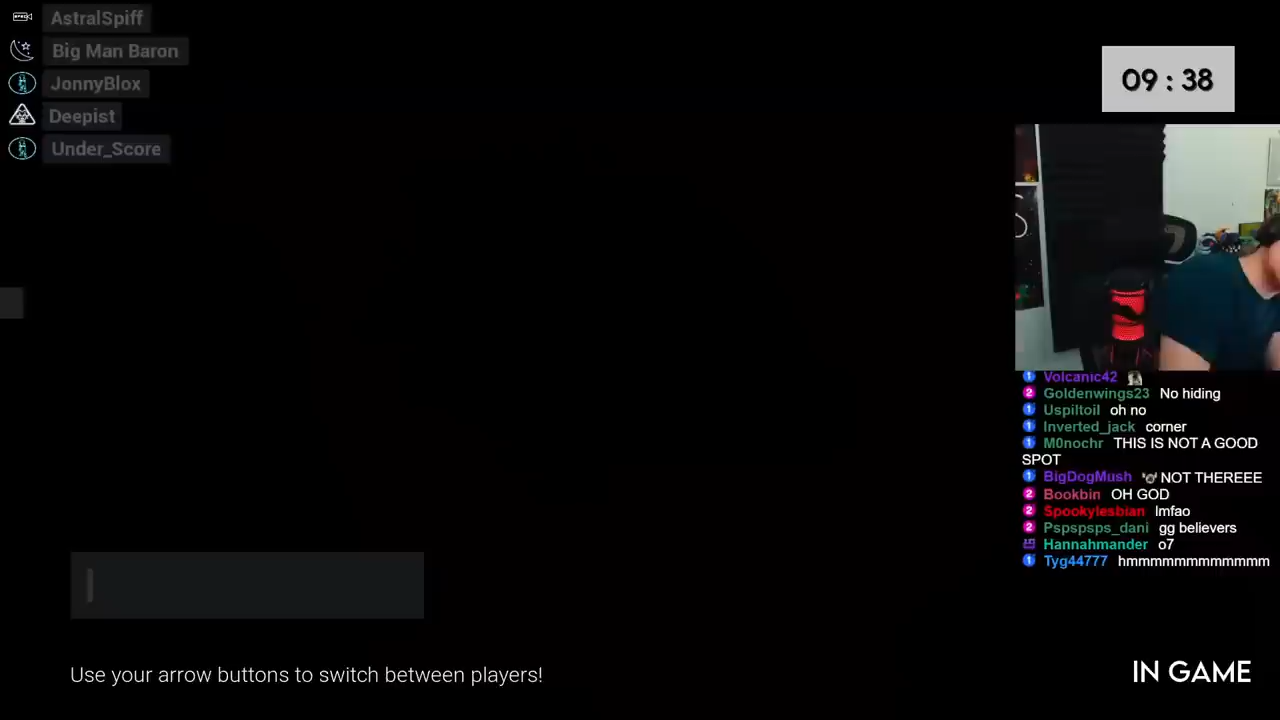 AstralSpiff
Big Man Baron
JonnyBlox
Deepist
Under_Score
09 : 38
Volcanic42
Goldenwings23 No hiding
Uspiltoil oh no
Inverted_jack corner
M0nochr THIS IS NOT A GOOD
SPOT
BigDogMush NOT THEREEE
Bookbin OH GOD
Spookylesbian lmfao
Pspspsps_dani gg believers
Hannahmander o7
Tyg44777 hmmmmmmmmmmmm
Use your arrow buttons to switch between players!
IN GAME